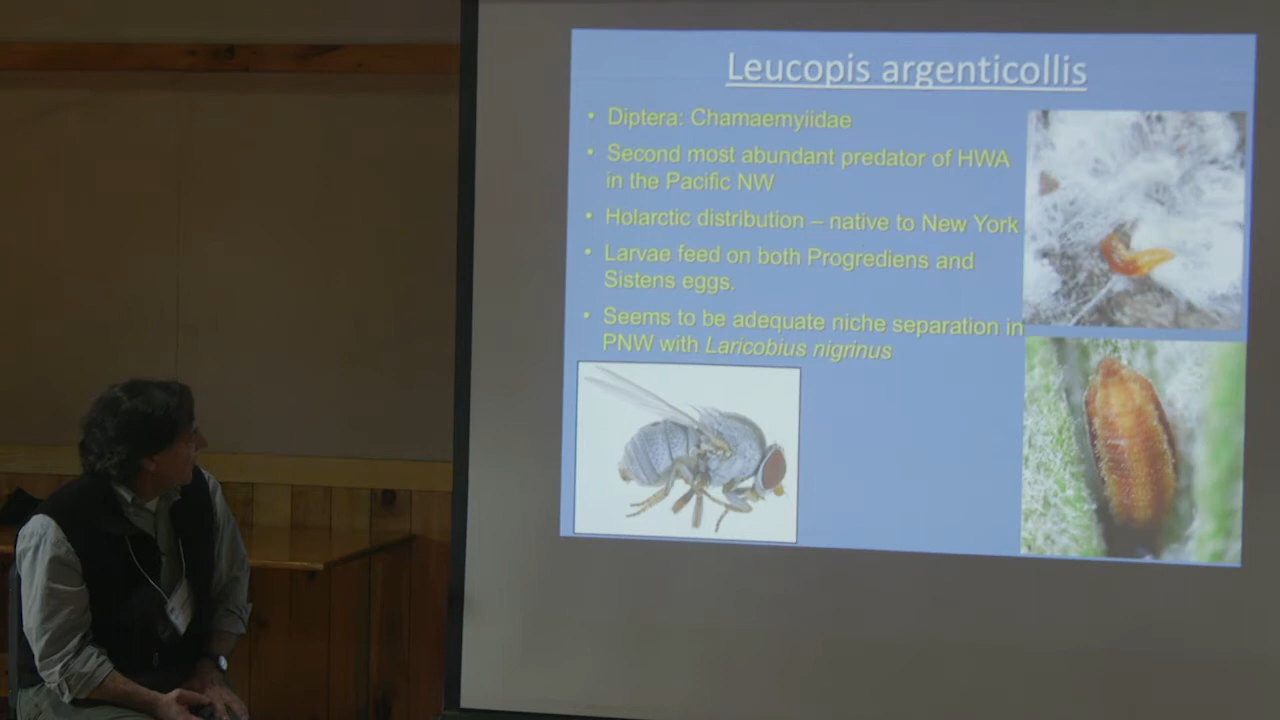 Leucopis argenticollis
• Diptera: Chamaemyiidae
• Second most abundant predator of HWA
in the Pacific NW
• Holarctic distribution – native to New York
• Larvae feed on both Progrediens and
Sistens eggs.
• Seems to be adequate niche separation in
PNW with Laricobius nigrinus